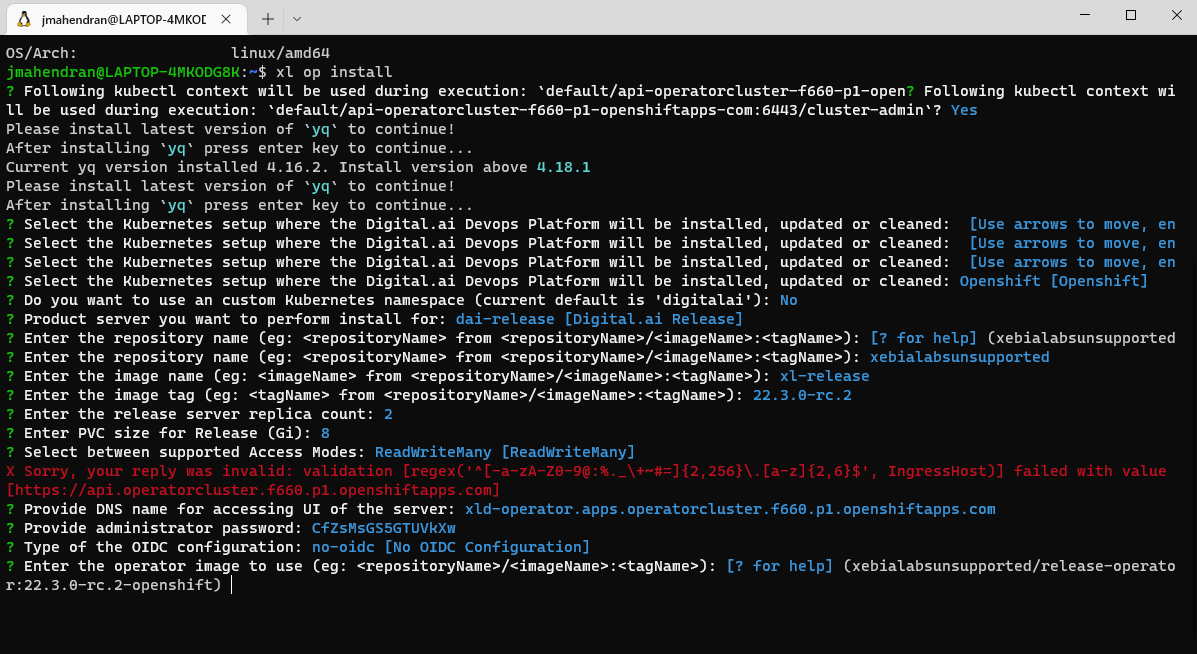 jmahendran@LAPTOP-4MKOD
OS/Arch: linux/amd64
jmahendran@LAPTOP-4MKODG8K:~$ xl op install
? Following kubectl context will be used during execution: `default/api-operatorcluster-f660-p1-open? Following kubectl context wi
ll be used during execution: `default/api-operatorcluster-f660-p1-openshiftapps-com:6443/cluster-admin`? Yes
Please install latest version of `yq` to continue!
After installing `yq` press enter key to continue...
Current yq version installed 4.16.2. Install version above 4.18.1
Please install latest version of `yq` to continue!
After installing `yq` press enter key to continue...
? Select the Kubernetes setup where the Digital.ai Devops Platform will be installed, updated or cleaned:  [Use arrows to move, en
? Select the Kubernetes setup where the Digital.ai Devops Platform will be installed, updated or cleaned:  [Use arrows to move, en
? Select the Kubernetes setup where the Digital.ai Devops Platform will be installed, updated or cleaned:  [Use arrows to move, en
? Select the Kubernetes setup where the Digital.ai Devops Platform will be installed, updated or cleaned: Openshift [Openshift]
? Do you want to use an custom Kubernetes namespace (current default is 'digitalai'): No
? Product server you want to perform install for: dai-release [Digital.ai Release]
? Enter the repository name (eg: <repositoryName> from <repositoryName>/<imageName>:<tagName>): [? for help] (xebialabsunsupported
? Enter the repository name (eg: <repositoryName> from <repositoryName>/<imageName>:<tagName>): xebialabsunsupported
? Enter the image name (eg: <imageName> from <repositoryName>/<imageName>:<tagName>): xl-release
? Enter the image tag (eg: <tagName> from <repositoryName>/<imageName>:<tagName>): 22.3.0-rc.2
? Enter the release server replica count: 2
? Enter PVC size for Release (Gi): 8
? Select between supported Access Modes: ReadWriteMany [ReadWriteMany]
X Sorry, your reply was invalid: validation [regex('^[-a-zA-Z0-9@:%._\+~#=]{2,256}\.[a-z]{2,6}$', IngressHost)] failed with value
[https://api.operatorcluster.f660.p1.openshiftapps.com]
? Provide DNS name for accessing UI of the server: xld-operator.apps.operatorcluster.f660.p1.openshiftapps.com
? Provide administrator password: CfZsMsGS5GTUVkXw
? Type of the OIDC configuration: no-oidc [No OIDC Configuration]
? Enter the operator image to use (eg: <repositoryName>/<imageName>:<tagName>): [? for help] (xebialabsunsupported/release-operato
r:22.3.0-rc.2-openshift)